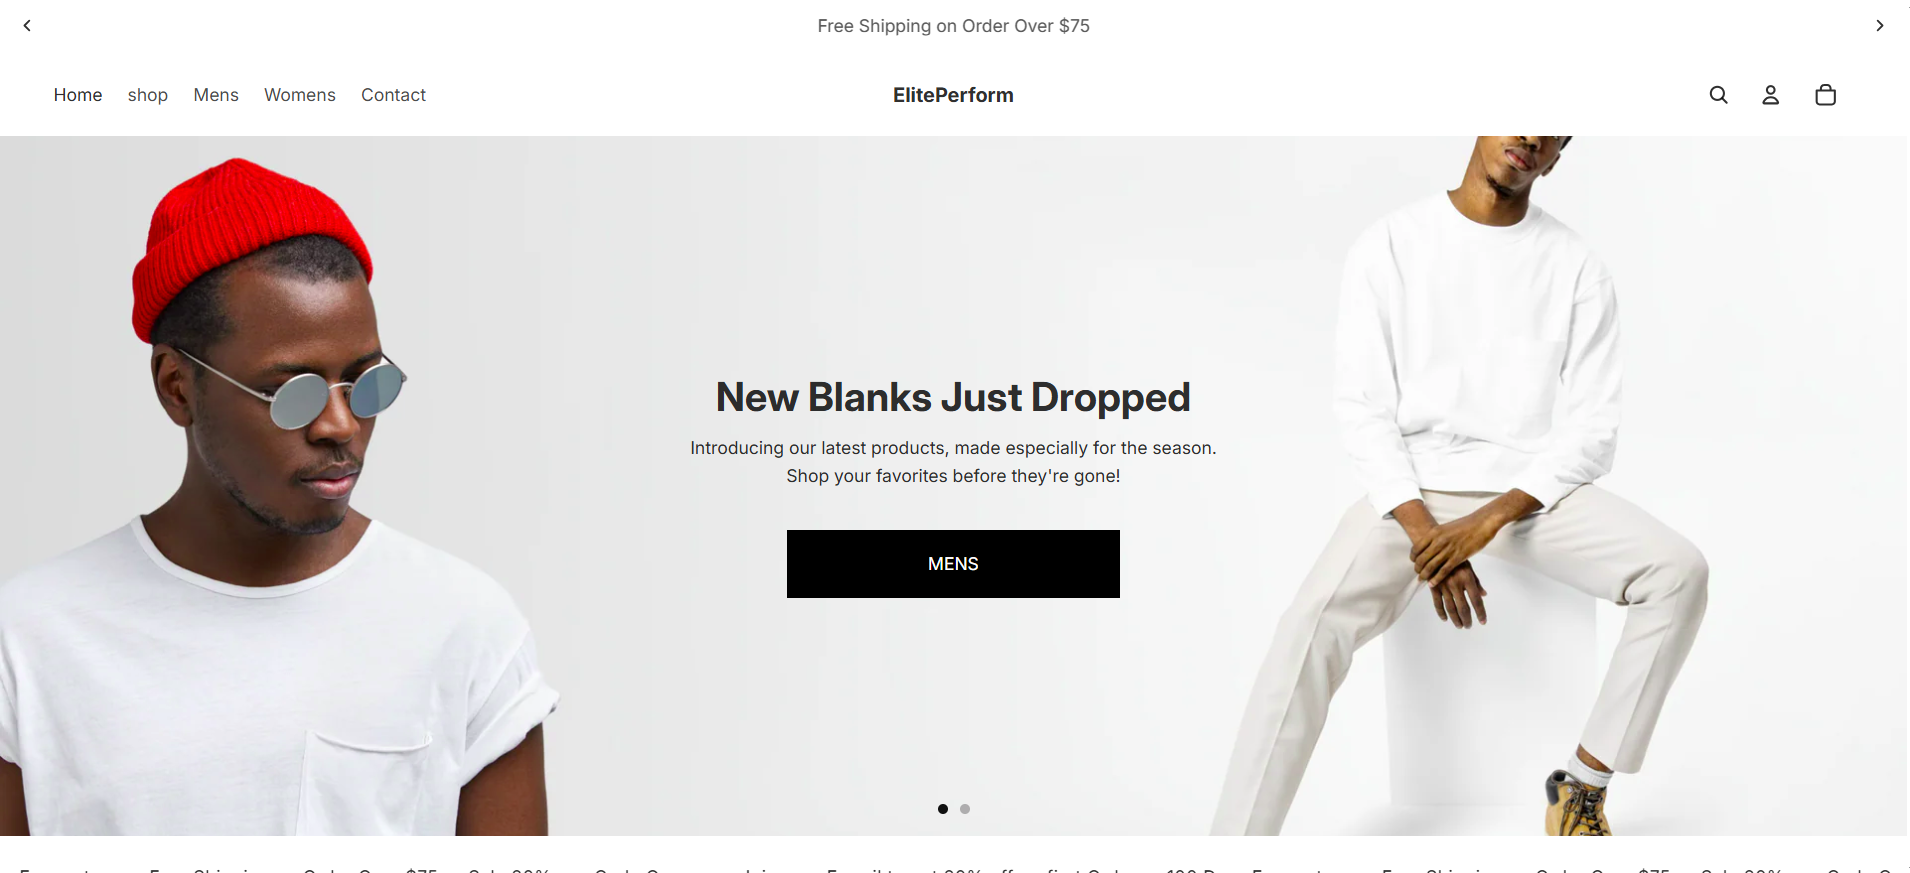 Free Shipping on Order Over $75
Home shop Mens Womens Contact
ElitePerform
New Blanks Just Dropped
Introducing our latest products, made especially for the season.
Shop your favorites before they're gone!
MENS